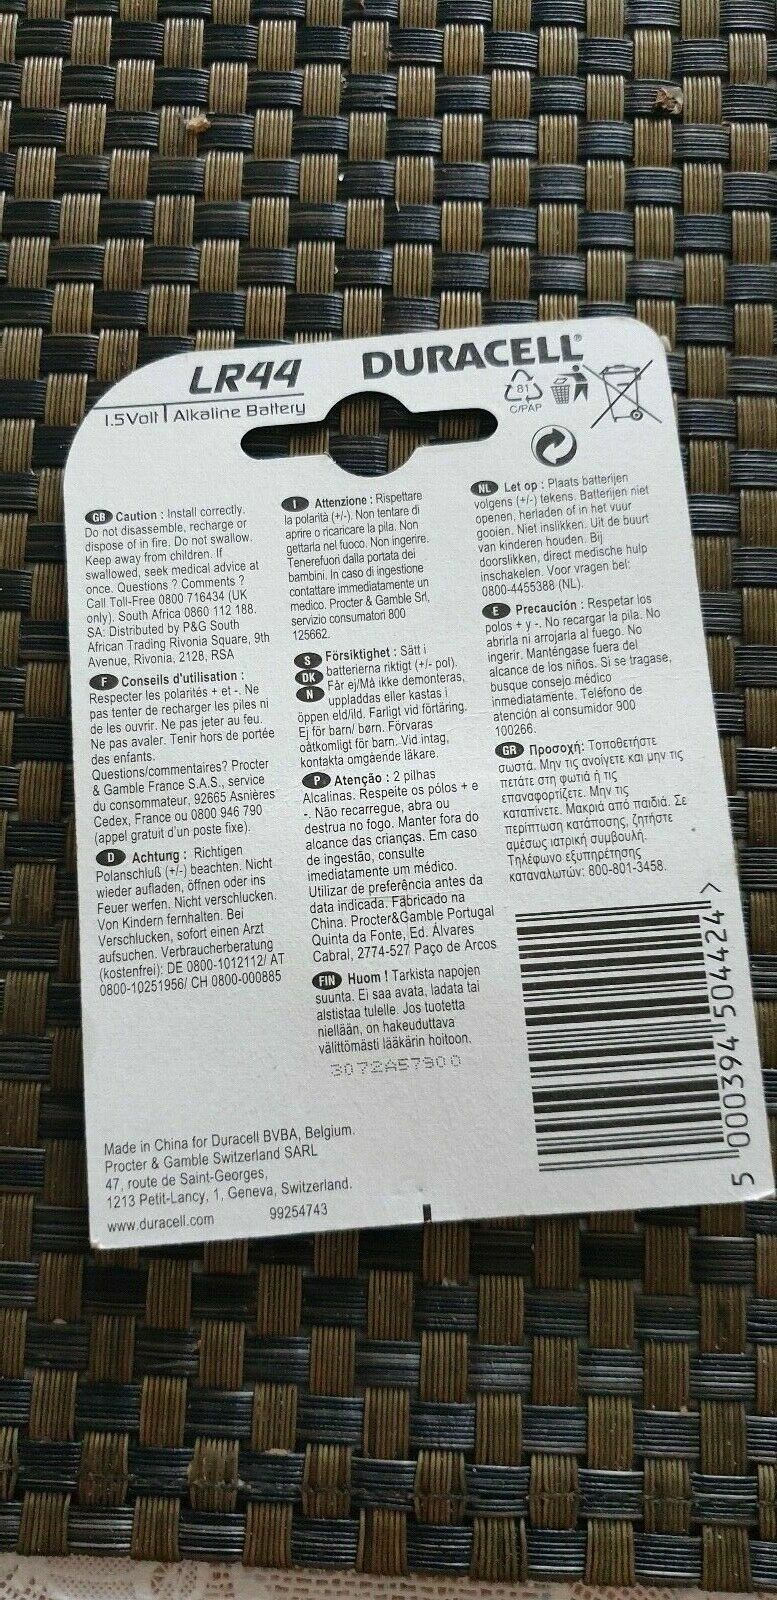 LR44
DURACELL®
1.5Volt Alkaline Battery
81
C/PAP
GB Caution : Install correctly.
Do not disassemble, recharge or
dispose of in fire. Do not swallow.
Keep away from children. If
swallowed, seek medical advice at
once. Questions ? Comments ?
Call Toll-Free 0800 716434 (UK
only). South Africa 0860 112 188.
SA: Distributed by P&G South
African Trading Rivonia Square, 9th
Avenue, Rivonia, 2128, RSA
F Conseils d'utilisation :
Respecter les polarités + et -. Ne
pas tenter de recharger les piles ni
de les ouvrir. Ne pas jeter au feu.
Ne pas avaler. Tenir hors de portée
des enfants.
Questions/commentaires? Procter
& Gamble France S.A.S., service
du consommateur, 92665 Asnières
Cedex, France ou 0800 946 790
(appel gratuit d'un poste fixe).
D Achtung : Richtigen
Polanschluß (+/-) beachten. Nicht
wieder aufladen, öffnen oder ins
Feuer werfen. Nicht verschlucken.
Von Kindern fernhalten. Bei
Verschlucken, sofort einen Arzt
aufsuchen. Verbraucherberatung
(kostenfrei): DE 0800-1012112/ AT
0800-10251956/ CH 0800-000885
I Attenzione : Rispettare
la polarità (+/-). Non tentare di
aprire o ricaricare la pila. Non
gettarla nel fuoco. Non ingerire.
Tenerefuori dalla portata dei
bambini. In caso di ingestione
contattare immediatamente un
medico. Procter & Gamble Srl,
servizio consumatori 800
125662.
S Försiktighet : Sätt i
DK batterierna riktigt (+/- pol).
N Får ej/Må ikke demonteras,
uppladdas eller kastas i
öppen eld/ild. Farligt vid förtäring.
Ej för barn/ børn. Förvaras
oåtkomligt för barn. Vid intag,
kontakta omgående läkare.
P Atenção : 2 pilhas
Alcalinas. Respeite os pólos + e
-. Não recarregue, abra ou
destrua no fogo. Manter fora do
alcance das crianças. Em caso
de ingestão, consulte
imediatamente um médico.
Utilizar de preferência antes da
data indicada. Fabricado na
China. Procter&Gamble Portugal
Quinta da Fonte, Ed. Álvares
Cabral, 2774-527 Paço de Arcos
FIN Huom ! Tarkista napojen
suunta. Ei saa avata, ladata tai
alstistaa tulelle. Jos tuotetta
niellään, on hakeuduttava
välittömästi lääkärin hoitoon.
3072A57900
NL Let op : Plaats batterijen
volgens (+/-) tekens. Batterijen niet
openen, herladen of in het vuur
gooien. Niet inslikken. Uit de buurt
van kinderen houden. Bij
doorslikken, direct medische hulp
inschakelen. Voor vragen bel:
0800-4455388 (NL).
E Precaución : Respetar los
polos + y -. No recargar la pila. No
abrirla ni arrojarla al fuego. No
ingerir. Manténgase fuera del
alcance de los niños. Si se tragase,
busque consejo médico
inmediatamente. Teléfono de
atención al consumidor 900
100266.
GR Προσοχή: Τοποθετήστε
σωστά. Μην τις ανοίγετε και μην τις
πετάτε στη φωτιά ή τις
επαναφορτίζετε. Μην τις
καταπίνετε. Μακριά από παιδιά. Σε
περίπτωση κατάποσης, ζητήστε
αμέσως ιατρική συμβουλή.
Τηλέφωνο εξυπηρέτησης
καταναλωτών: 800-801-3458.
5 000394 504424 >
Made in China for Duracell BVBA, Belgium.
Procter & Gamble Switzerland SARL
47, route de Saint-Georges,
1213 Petit-Lancy, 1, Geneva, Switzerland.
www.duracell.com 99254743